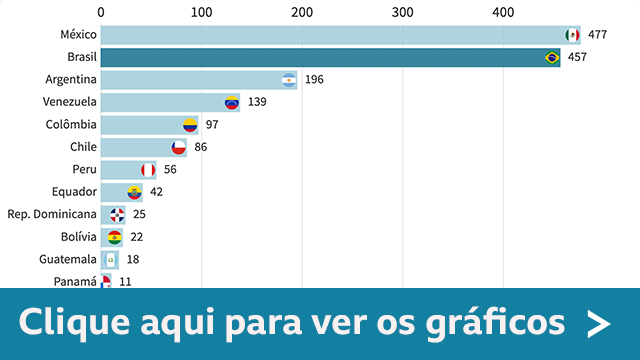 0 100 200 300 400
México 477
Brasil 457
Argentina 196
Venezuela 139
Colômbia 97
Chile 86
Peru 56
Equador 42
Rep. Dominicana 25
Bolívia 22
Guatemala 18
Panamá 11
Clique aqui para ver os gráficos >